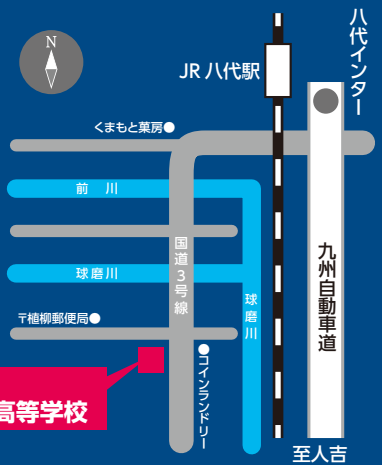 N
八代インター
JR 八代駅
くまもと菓房
前川
国道3号線
球磨川
球磨川
九州自動車道
〒植柳郵便局
コインランドリー
高等学校
至人吉